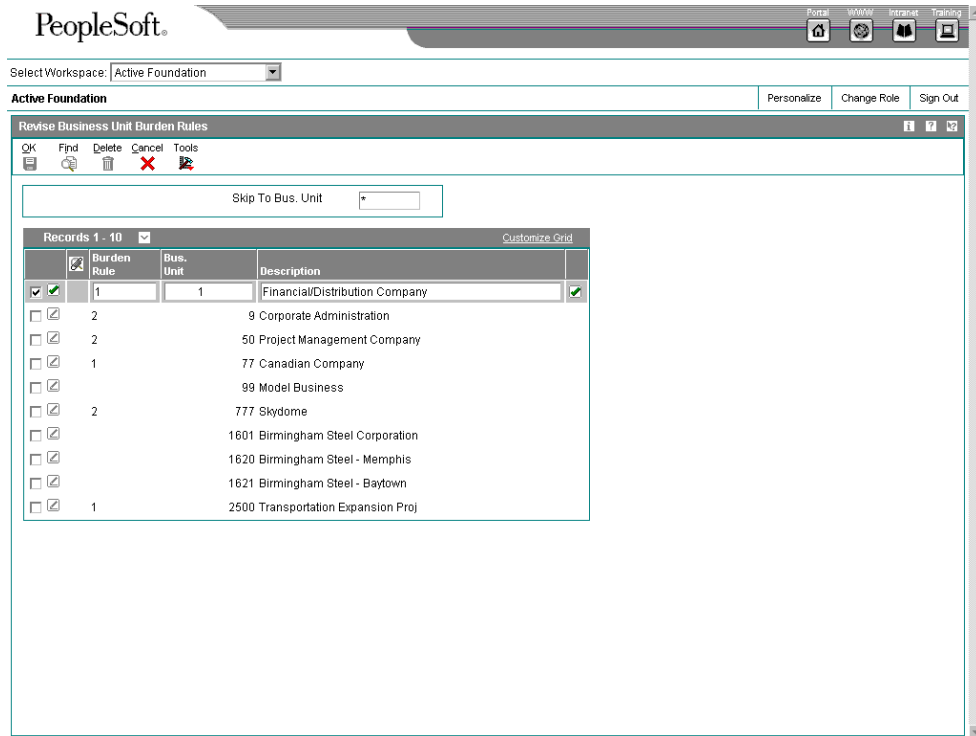 PeopleSoft®
Portal WWW Intranet Training
Select Workspace: Active Foundation
Active Foundation Personalize Change Role Sign Out
Revise Business Unit Burden Rules i ? ?
OK Find Delete Cancel Tools
Skip To Bus. Unit *
Records 1 - 10 Customize Grid
Burden Rule Bus. Unit Description
1 1 Financial/Distribution Company
2 9 Corporate Administration
2 50 Project Management Company
1 77 Canadian Company
99 Model Business
2 777 Skydome
1601 Birmingham Steel Corporation
1620 Birmingham Steel - Memphis
1621 Birmingham Steel - Baytown
1 2500 Transportation Expansion Proj